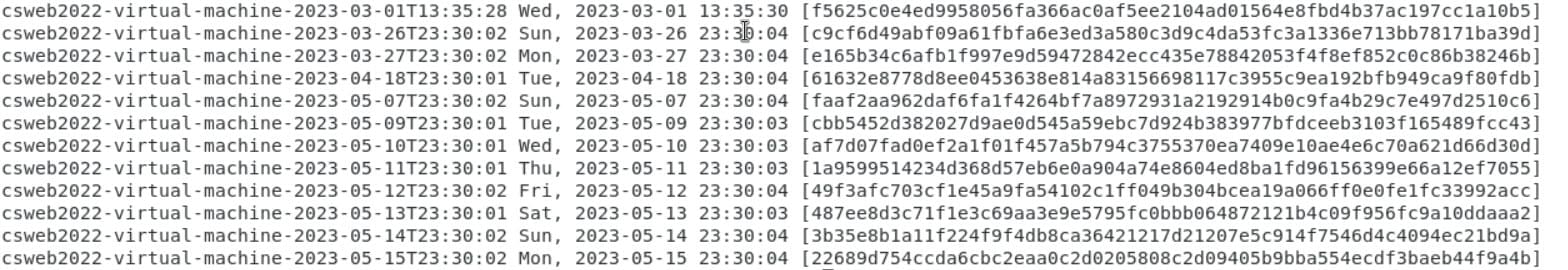 csweb2022-virtual-machine-2023-03-01T13:35:28 Wed, 2023-03-01 13:35:30 [f5625c0e4ed9958056fa366ac0af5ee2104ad01564e8fbd4b37ac197cc1a10b5]
csweb2022-virtual-machine-2023-03-26T23:30:02 Sun, 2023-03-26 23:30:04 [c9cf6d49abf09a61fbfa6e3ed3a580c3d9c4da53fc3a1336e713bb78171ba39d]
csweb2022-virtual-machine-2023-03-27T23:30:02 Mon, 2023-03-27 23:30:04 [e165b34c6afb1f997e9d59472842ecc435e78842053f4f8ef852c0c86b38246b]
csweb2022-virtual-machine-2023-04-18T23:30:01 Tue, 2023-04-18 23:30:04 [61632e8778d8ee0453638e814a83156698117c3955c9ea192bfb949ca9f80fdb]
csweb2022-virtual-machine-2023-05-07T23:30:02 Sun, 2023-05-07 23:30:04 [faaf2aa962daf6fa1f4264bf7a8972931a2192914b0c9fa4b29c7e497d2510c6]
csweb2022-virtual-machine-2023-05-09T23:30:01 Tue, 2023-05-09 23:30:03 [cbb5452d382027d9ae0d545a59ebc7d924b383977bfdceeb3103f165489fcc43]
csweb2022-virtual-machine-2023-05-10T23:30:01 Wed, 2023-05-10 23:30:03 [af7d07fad0ef2a1f01f457a5b794c3755370ea7409e10ae4e6c70a621d66d30d]
csweb2022-virtual-machine-2023-05-11T23:30:01 Thu, 2023-05-11 23:30:03 [1a9599514234d368d57eb6e0a904a74e8604ed8ba1fd96156399e66a12ef7055]
csweb2022-virtual-machine-2023-05-12T23:30:02 Fri, 2023-05-12 23:30:04 [49f3afc703cf1e45a9fa54102c1ff049b304bcea19a066ff0e0fe1fc33992acc]
csweb2022-virtual-machine-2023-05-13T23:30:01 Sat, 2023-05-13 23:30:03 [487ee8d3c71f1e3c69aa3e9e5795fc0bbb064872121b4c09f956fc9a10ddaaa2]
csweb2022-virtual-machine-2023-05-14T23:30:02 Sun, 2023-05-14 23:30:04 [3b35e8b1a11f224f9f4db8ca36421217d21207e5c914f7546d4c4094ec21bd9a]
csweb2022-virtual-machine-2023-05-15T23:30:02 Mon, 2023-05-15 23:30:04 [22689d754ccda6cbc2eaa0c2d0205808c2d09405b9bba554ecdf3baeb44f9a4b]